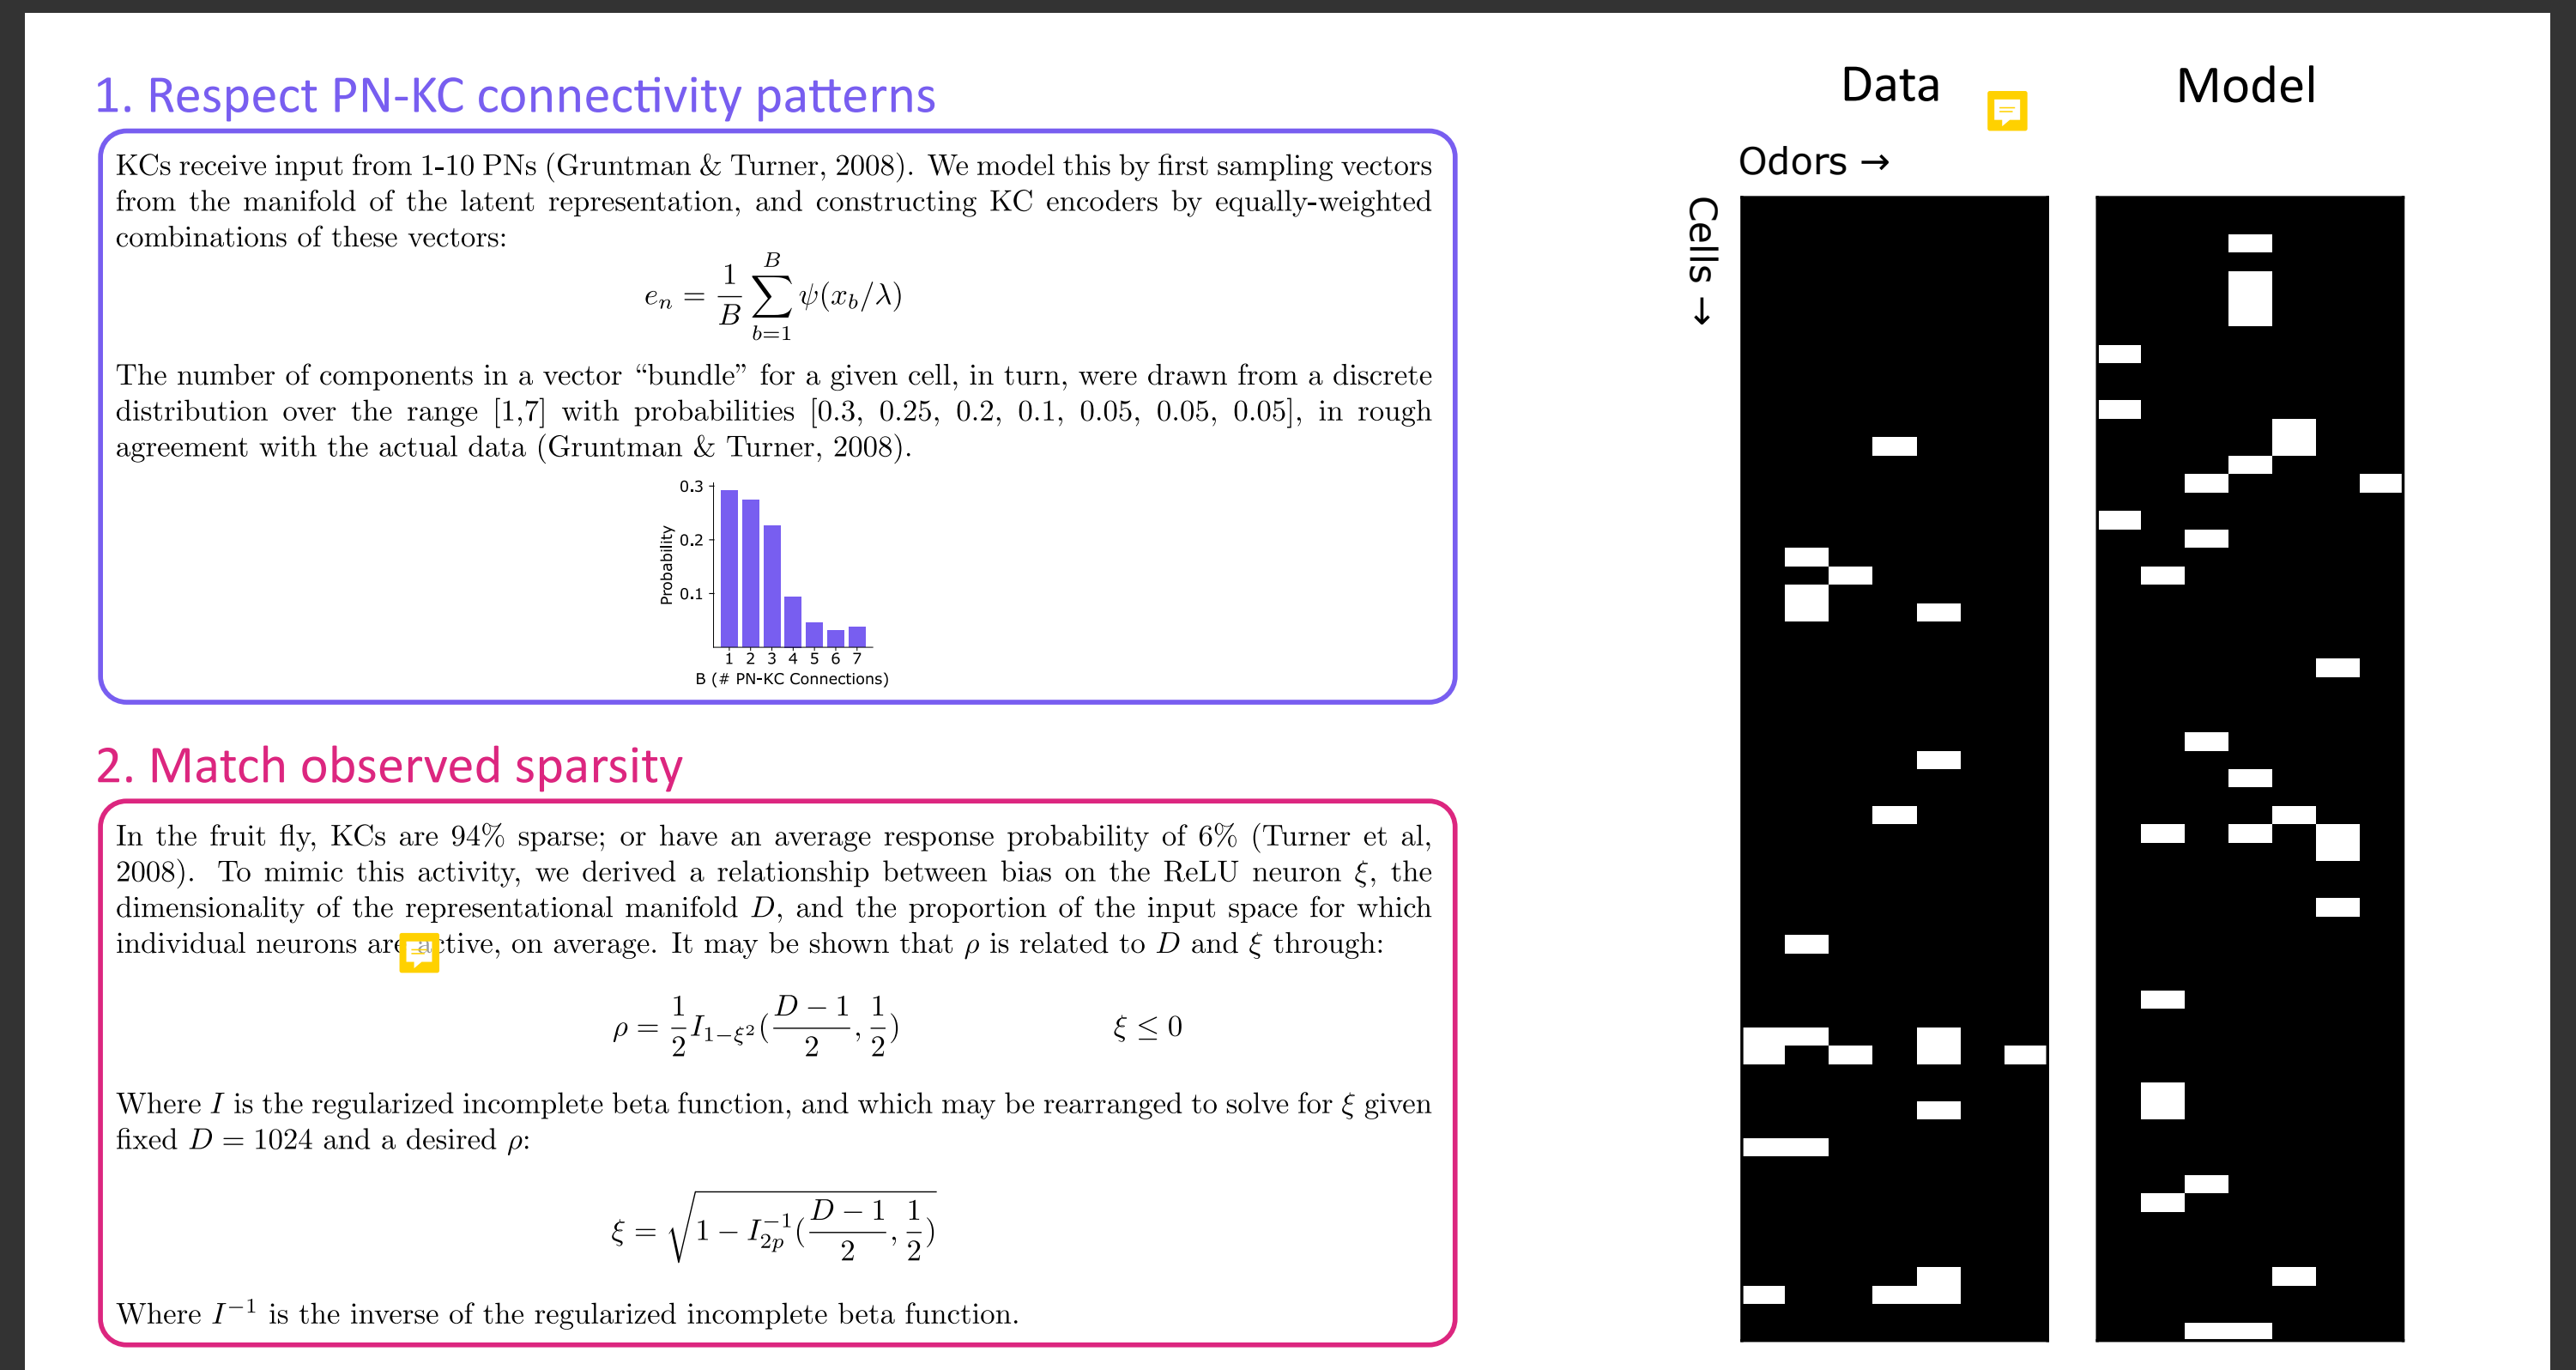 1. Respect PN-KC connectivity patterns
KCs receive input from 1-10 PNs (Gruntman & Turner, 2008). We model this by first sampling vectors
from the manifold of the latent representation, and constructing KC encoders by equally-weighted
combinations of these vectors:
e_n = \frac{1}{B} \sum_{b=1}^{B} ψ(x_b/λ)
The number of components in a vector “bundle” for a given cell, in turn, were drawn from a discrete
distribution over the range [1,7] with probabilities [0.3, 0.25, 0.2, 0.1, 0.05, 0.05, 0.05], in rough
agreement with the actual data (Gruntman & Turner, 2008).
Probability
0.3
0.2
0.1
1 2 3 4 5 6 7
B (# PN-KC Connections)
2. Match observed sparsity
In the fruit fly, KCs are 94% sparse; or have an average response probability of 6% (Turner et al,
2008). To mimic this activity, we derived a relationship between bias on the ReLU neuron ξ, the
dimensionality of the representational manifold D, and the proportion of the input space for which
individual neurons are active, on average. It may be shown that ρ is related to D and ξ through:
ρ = \frac{1}{2} I_{1−ξ^2}(\frac{D − 1}{2}, \frac{1}{2}) ξ ≤ 0
Where I is the regularized incomplete beta function, and which may be rearranged to solve for ξ given
fixed D = 1024 and a desired ρ:
ξ = \sqrt{1 − I_{2p}^{−1}(\frac{D − 1}{2}, \frac{1}{2})}
Where I^{−1} is the inverse of the regularized incomplete beta function.
Data
Model
Odors →
Cells →